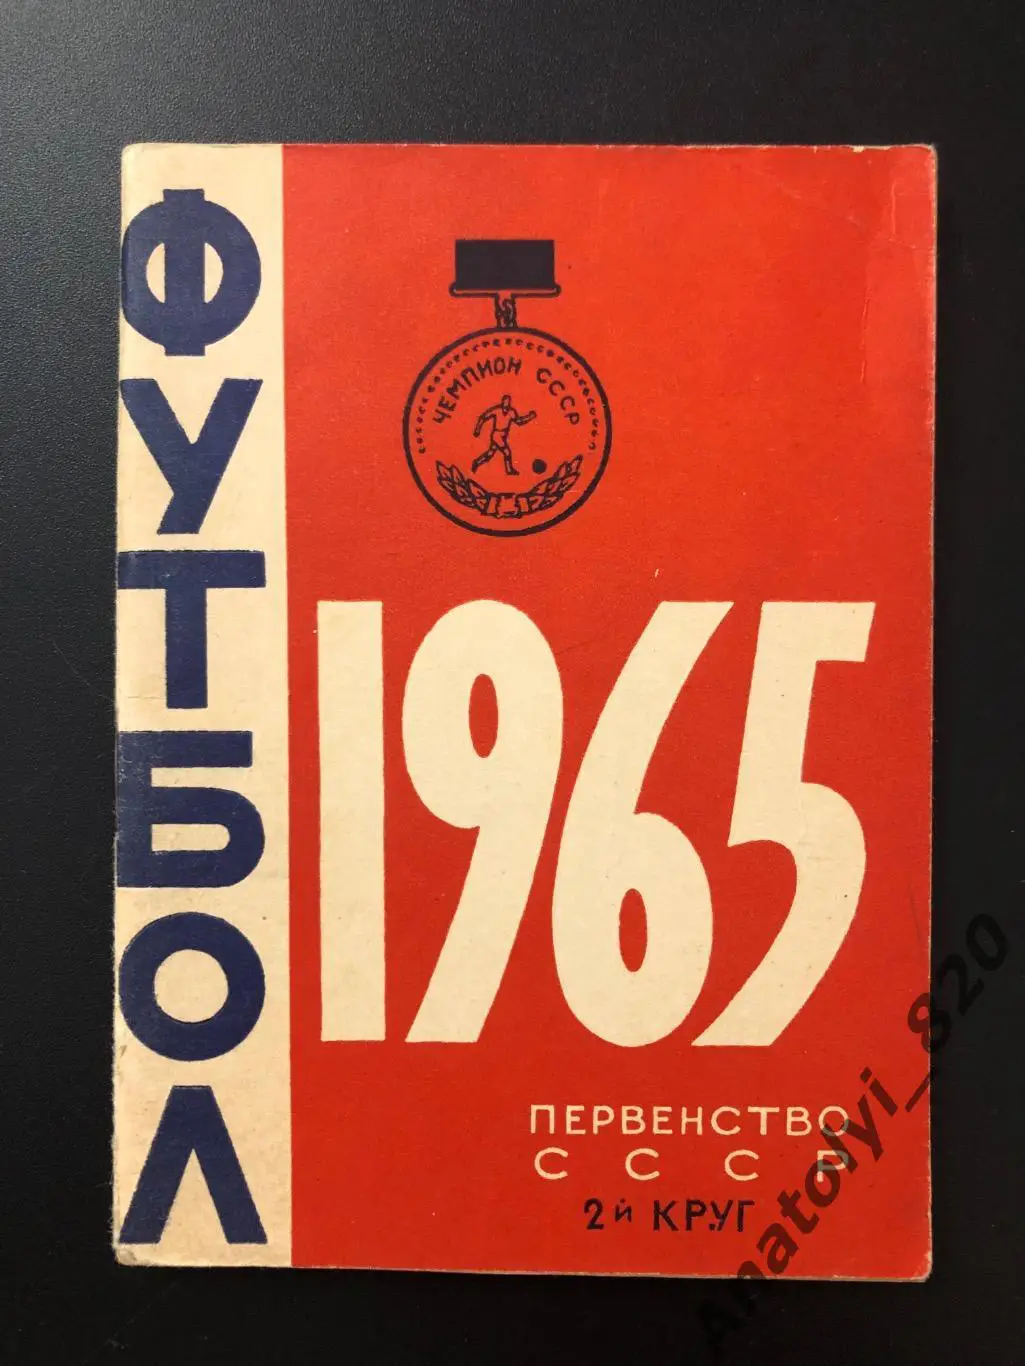 ФУТБОЛ
ЧЕМПИОН СССР
1965
ПЕРВЕНСТВО
СССР
2й КРУГ
Anatolyi_820